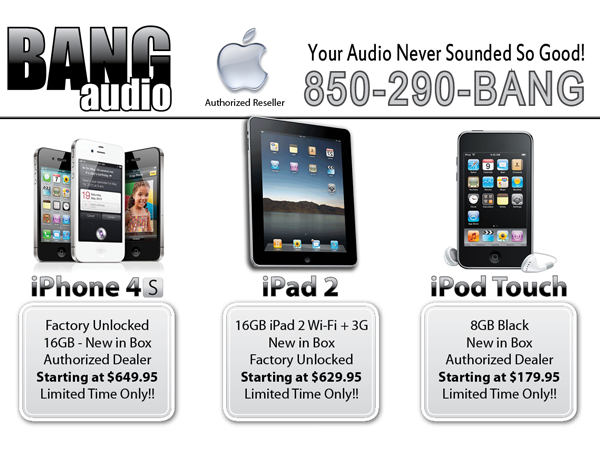 BANG
audio
Authorized Reseller
Your Audio Never Sounded So Good!
850-290-BANG
iPhone 4S
Factory Unlocked
16GB - New in Box
Authorized Dealer
Starting at $649.95
Limited Time Only!!
iPad 2
16GB iPad 2 Wi-Fi + 3G
New in Box
Factory Unlocked
Starting at $629.95
Limited Time Only!!
iPod Touch
8GB Black
New in Box
Authorized Dealer
Starting at $179.95
Limited Time Only!!